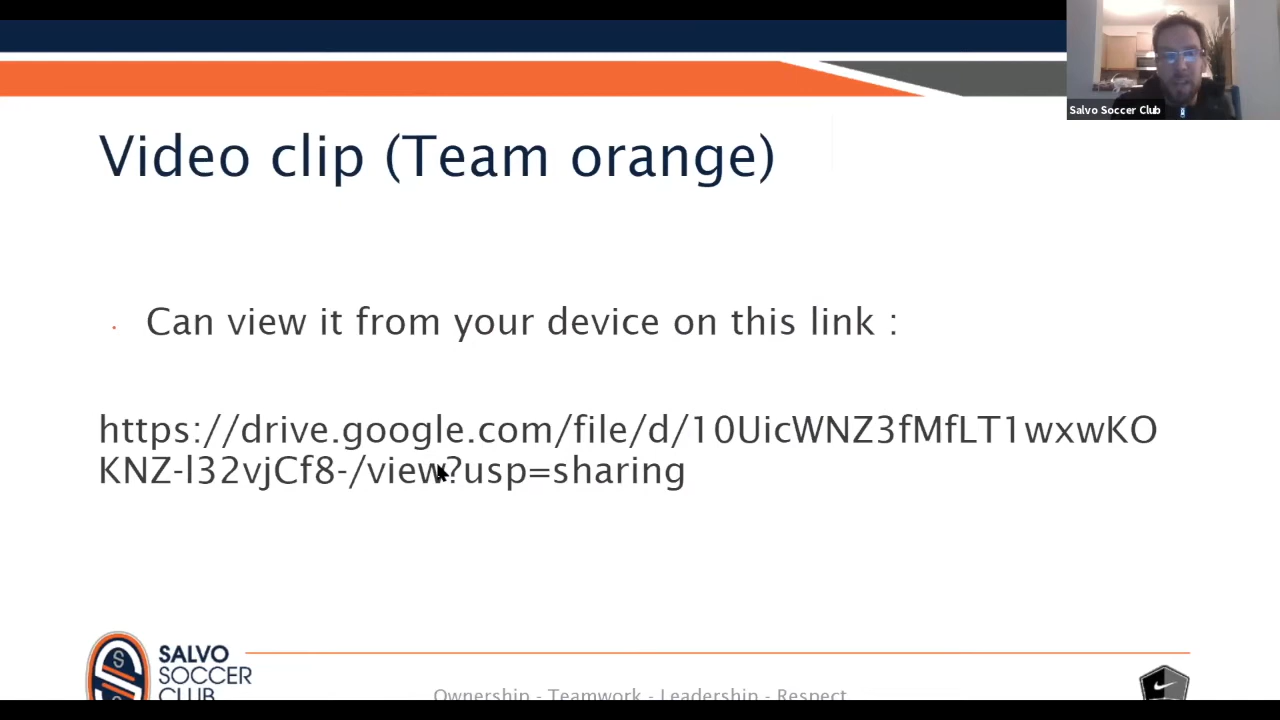 Salvo Soccer Club
Video clip (Team orange)
Can view it from your device on this link :
https://drive.google.com/file/d/10UicWNZ3fMfLT1wxwKO
KNZ-l32vjCf8-/view?usp=sharing
SALVO
SOCCER
CLUB
Ownership - Teamwork - Leadership - Respect